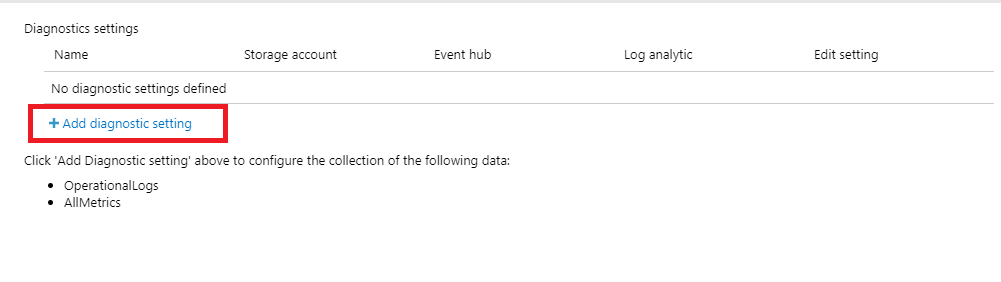 Diagnostics settings
Name Storage account Event hub Log analytic Edit setting
No diagnostic settings defined
+ Add diagnostic setting
Click 'Add Diagnostic setting' above to configure the collection of the following data:
• OperationalLogs
• AllMetrics